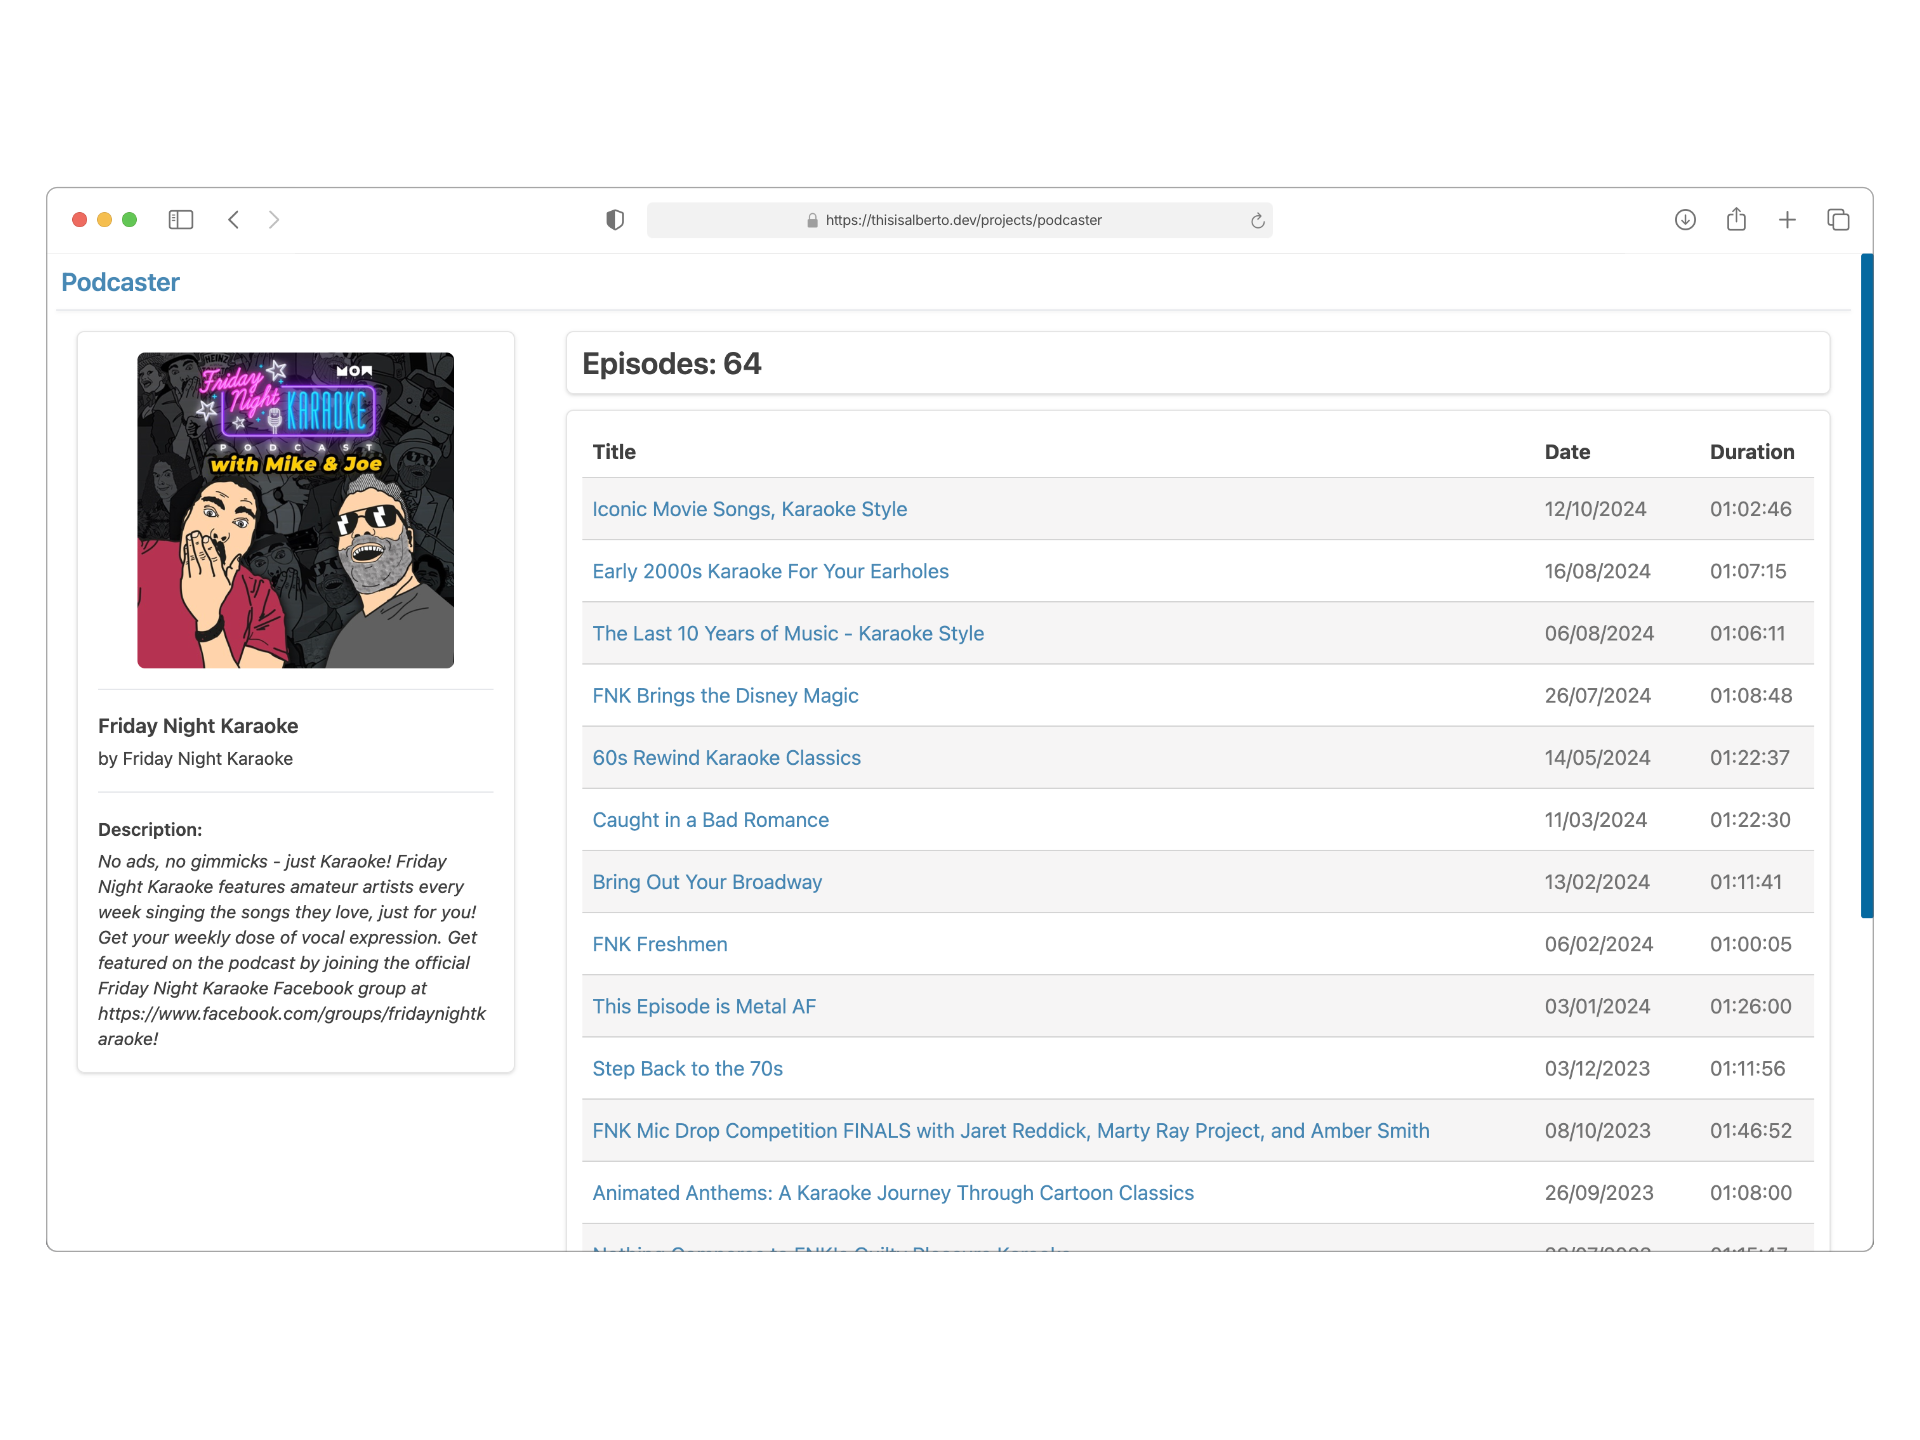 https://thisisalberto.dev/projects/podcaster
Podcaster
HEINZ
MOM
Friday
Night
KARAOKE
PODCAST
with Mike & Joe
Friday Night Karaoke
by Friday Night Karaoke
Description:
No ads, no gimmicks - just Karaoke! Friday
Night Karaoke features amateur artists every
week singing the songs they love, just for you!
Get your weekly dose of vocal expression. Get
featured on the podcast by joining the official
Friday Night Karaoke Facebook group at
https://www.facebook.com/groups/fridaynightk
araoke!
Episodes: 64
Title Date Duration
Iconic Movie Songs, Karaoke Style 12/10/2024 01:02:46
Early 2000s Karaoke For Your Earholes 16/08/2024 01:07:15
The Last 10 Years of Music - Karaoke Style 06/08/2024 01:06:11
FNK Brings the Disney Magic 26/07/2024 01:08:48
60s Rewind Karaoke Classics 14/05/2024 01:22:37
Caught in a Bad Romance 11/03/2024 01:22:30
Bring Out Your Broadway 13/02/2024 01:11:41
FNK Freshmen 06/02/2024 01:00:05
This Episode is Metal AF 03/01/2024 01:26:00
Step Back to the 70s 03/12/2023 01:11:56
FNK Mic Drop Competition FINALS with Jaret Reddick, Marty Ray Project, and Amber Smith 08/10/2023 01:46:52
Animated Anthems: A Karaoke Journey Through Cartoon Classics 26/09/2023 01:08:00
Nothing Compares to FNK's Guilty Pleasure Karaoke